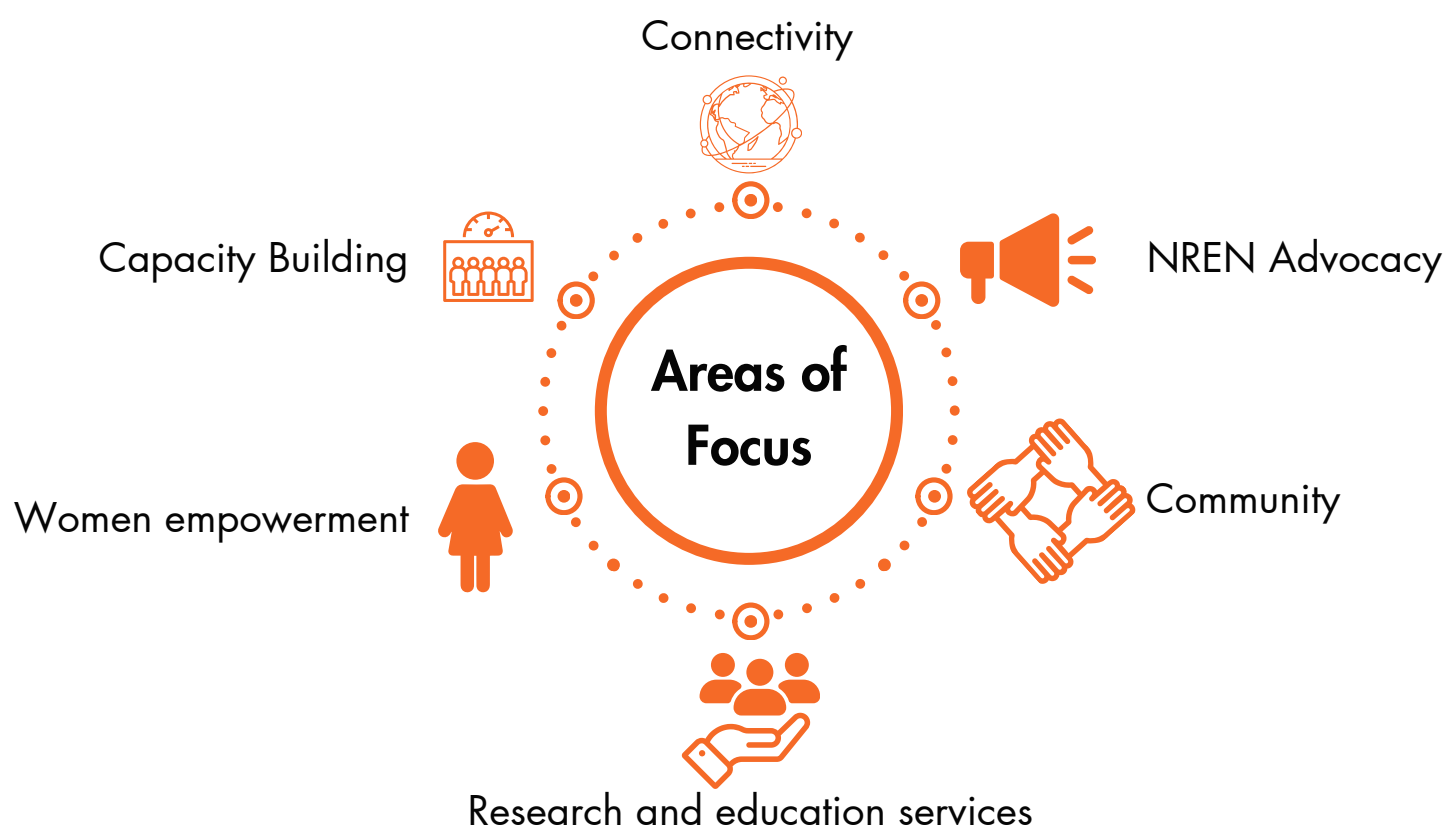 Connectivity
Capacity Building
NREN Advocacy
Areas of
Focus
Women empowerment
Community
Research and education services